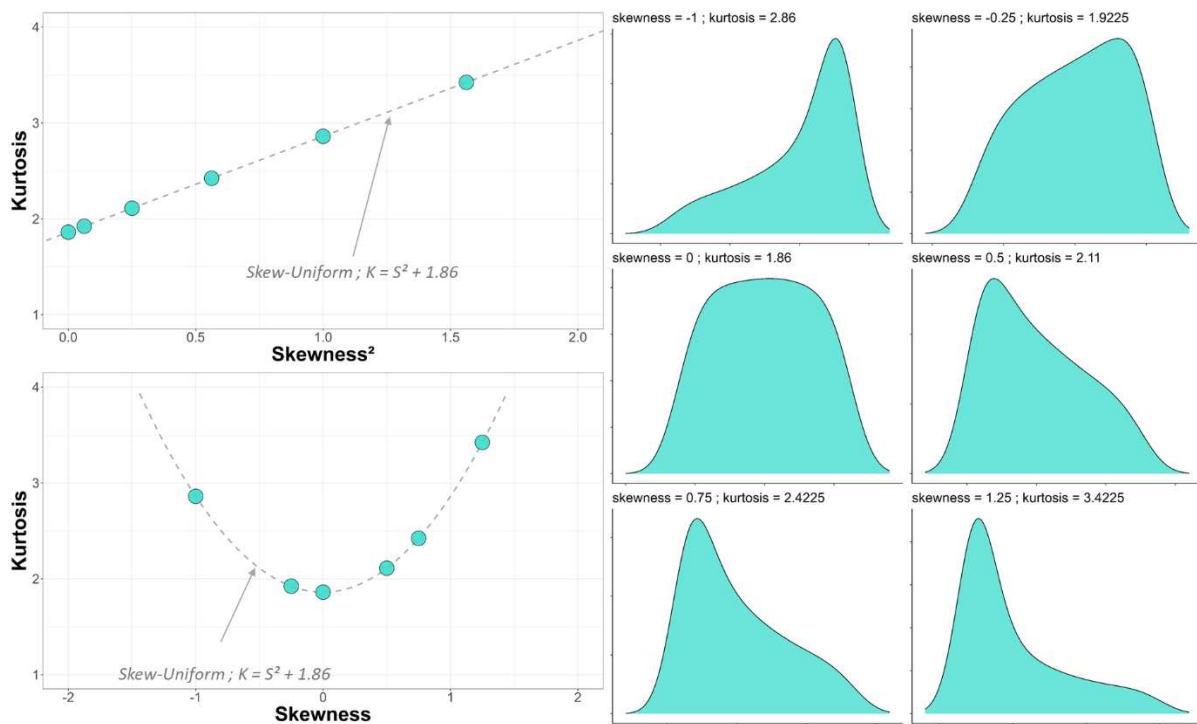 4
3
2
1
Kurtosis
Skew-Uniform ; K = S² + 1.86
0.0 0.5 1.0 1.5 2.0
Skewness²
4
3
2
1
Kurtosis
Skew-Uniform ; K = S² + 1.86
-2 -1 0 1 2
Skewness
skewness = -1 ; kurtosis = 2.86
skewness = -0.25 ; kurtosis = 1.9225
skewness = 0 ; kurtosis = 1.86
skewness = 0.5 ; kurtosis = 2.11
skewness = 0.75 ; kurtosis = 2.4225
skewness = 1.25 ; kurtosis = 3.4225